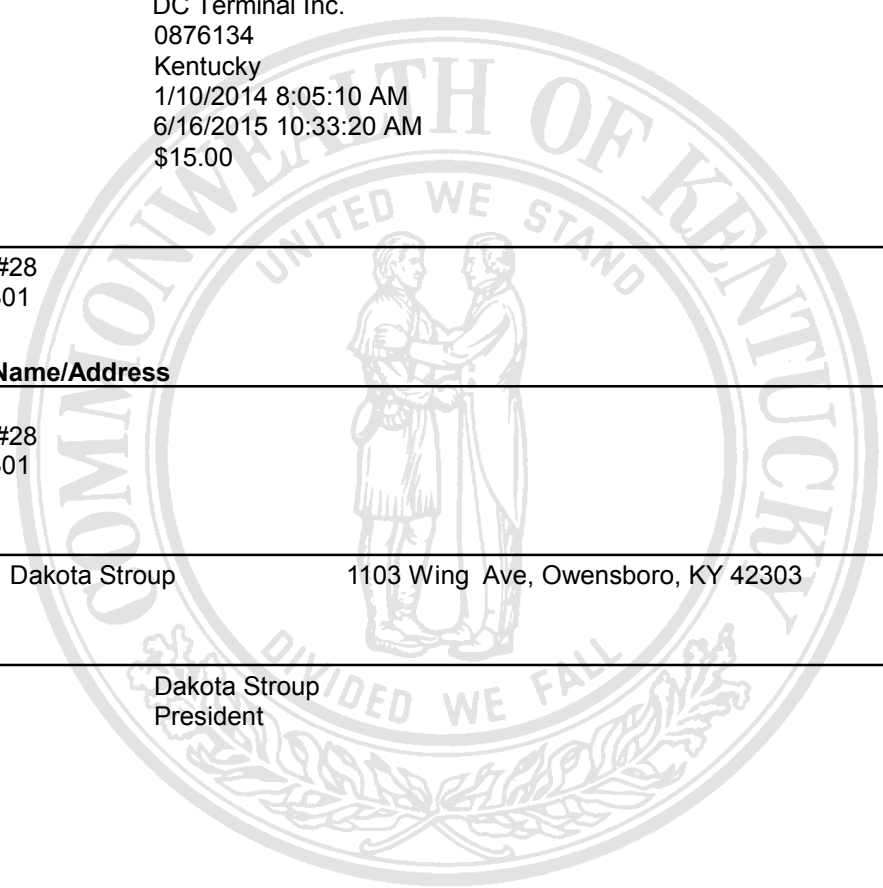 DC Terminal Inc.
0876134
Kentucky
1/10/2014 8:05:10 AM
6/16/2015 10:33:20 AM
$15.00
#28
Name/Address
#28
Dakota Stroup 1103 Wing Ave, Owensboro, KY 42303
Dakota Stroup
President
COMMONWEALTH OF KENTUCKY
UNITED WE STAND
DIVIDED WE FALL